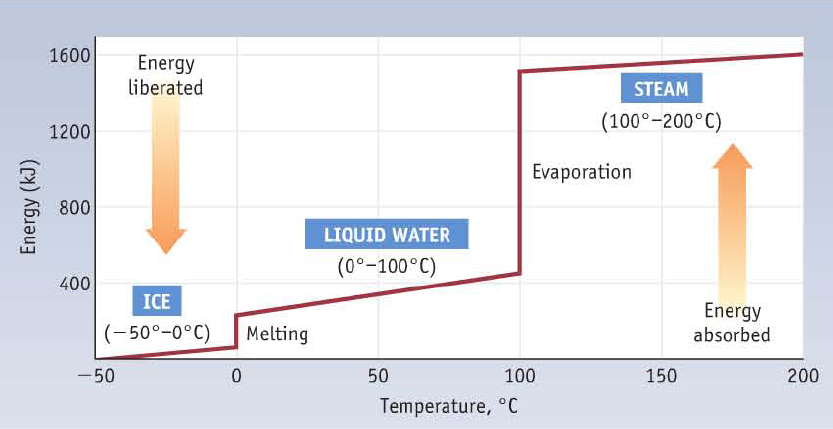 1600
1200
800
400
Energy (kJ)
Energy
liberated
STEAM
(100°–200°C)
Evaporation
LIQUID WATER
(0°–100°C)
ICE
(−50°–0°C)
Melting
Energy
absorbed
−50
0
50
100
150
200
Temperature, °C